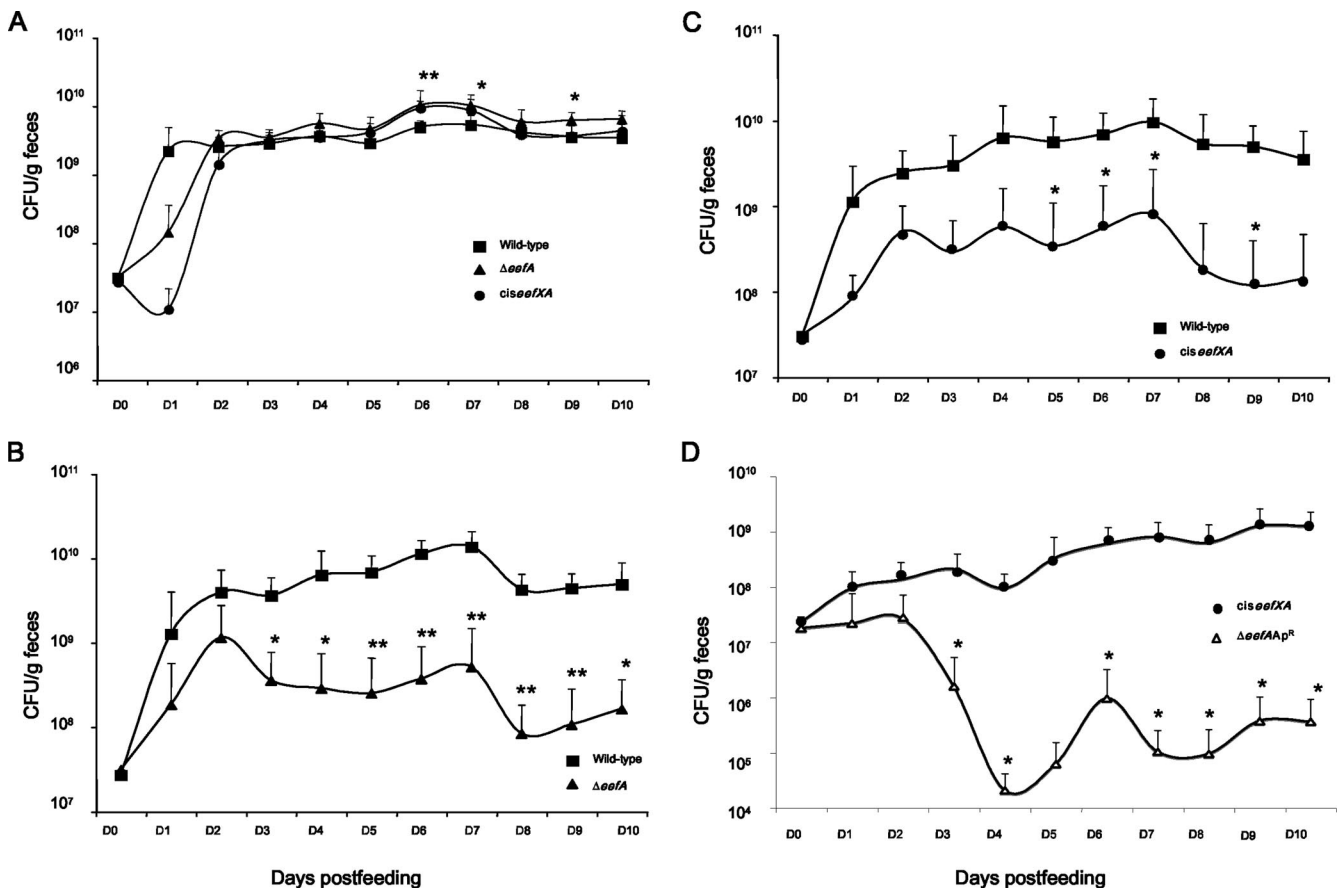 A
CFU/g feces
10¹¹
10¹⁰
10⁹
10⁸
10⁷
10⁶
** * *
Wild-type
ΔeefA
ciseefXA
D0 D1 D2 D3 D4 D5 D6 D7 D8 D9 D10
B
CFU/g feces
10¹¹
10¹⁰
10⁹
10⁸
10⁷
* * ** ** ** ** ** *
Wild-type
ΔeefA
D0 D1 D2 D3 D4 D5 D6 D7 D8 D9 D10
Days postfeeding
C
CFU/g feces
10¹¹
10¹⁰
10⁹
10⁸
10⁷
* * * *
Wild-type
ciseefXA
D0 D1 D2 D3 D4 D5 D6 D7 D8 D9 D10
D
CFU/g feces
10¹⁰
10⁹
10⁸
10⁷
10⁶
10⁵
10⁴
* * * * * * *
ciseefXA
ΔeefAApᴿ
D0 D1 D2 D3 D4 D5 D6 D7 D8 D9 D10
Days postfeeding